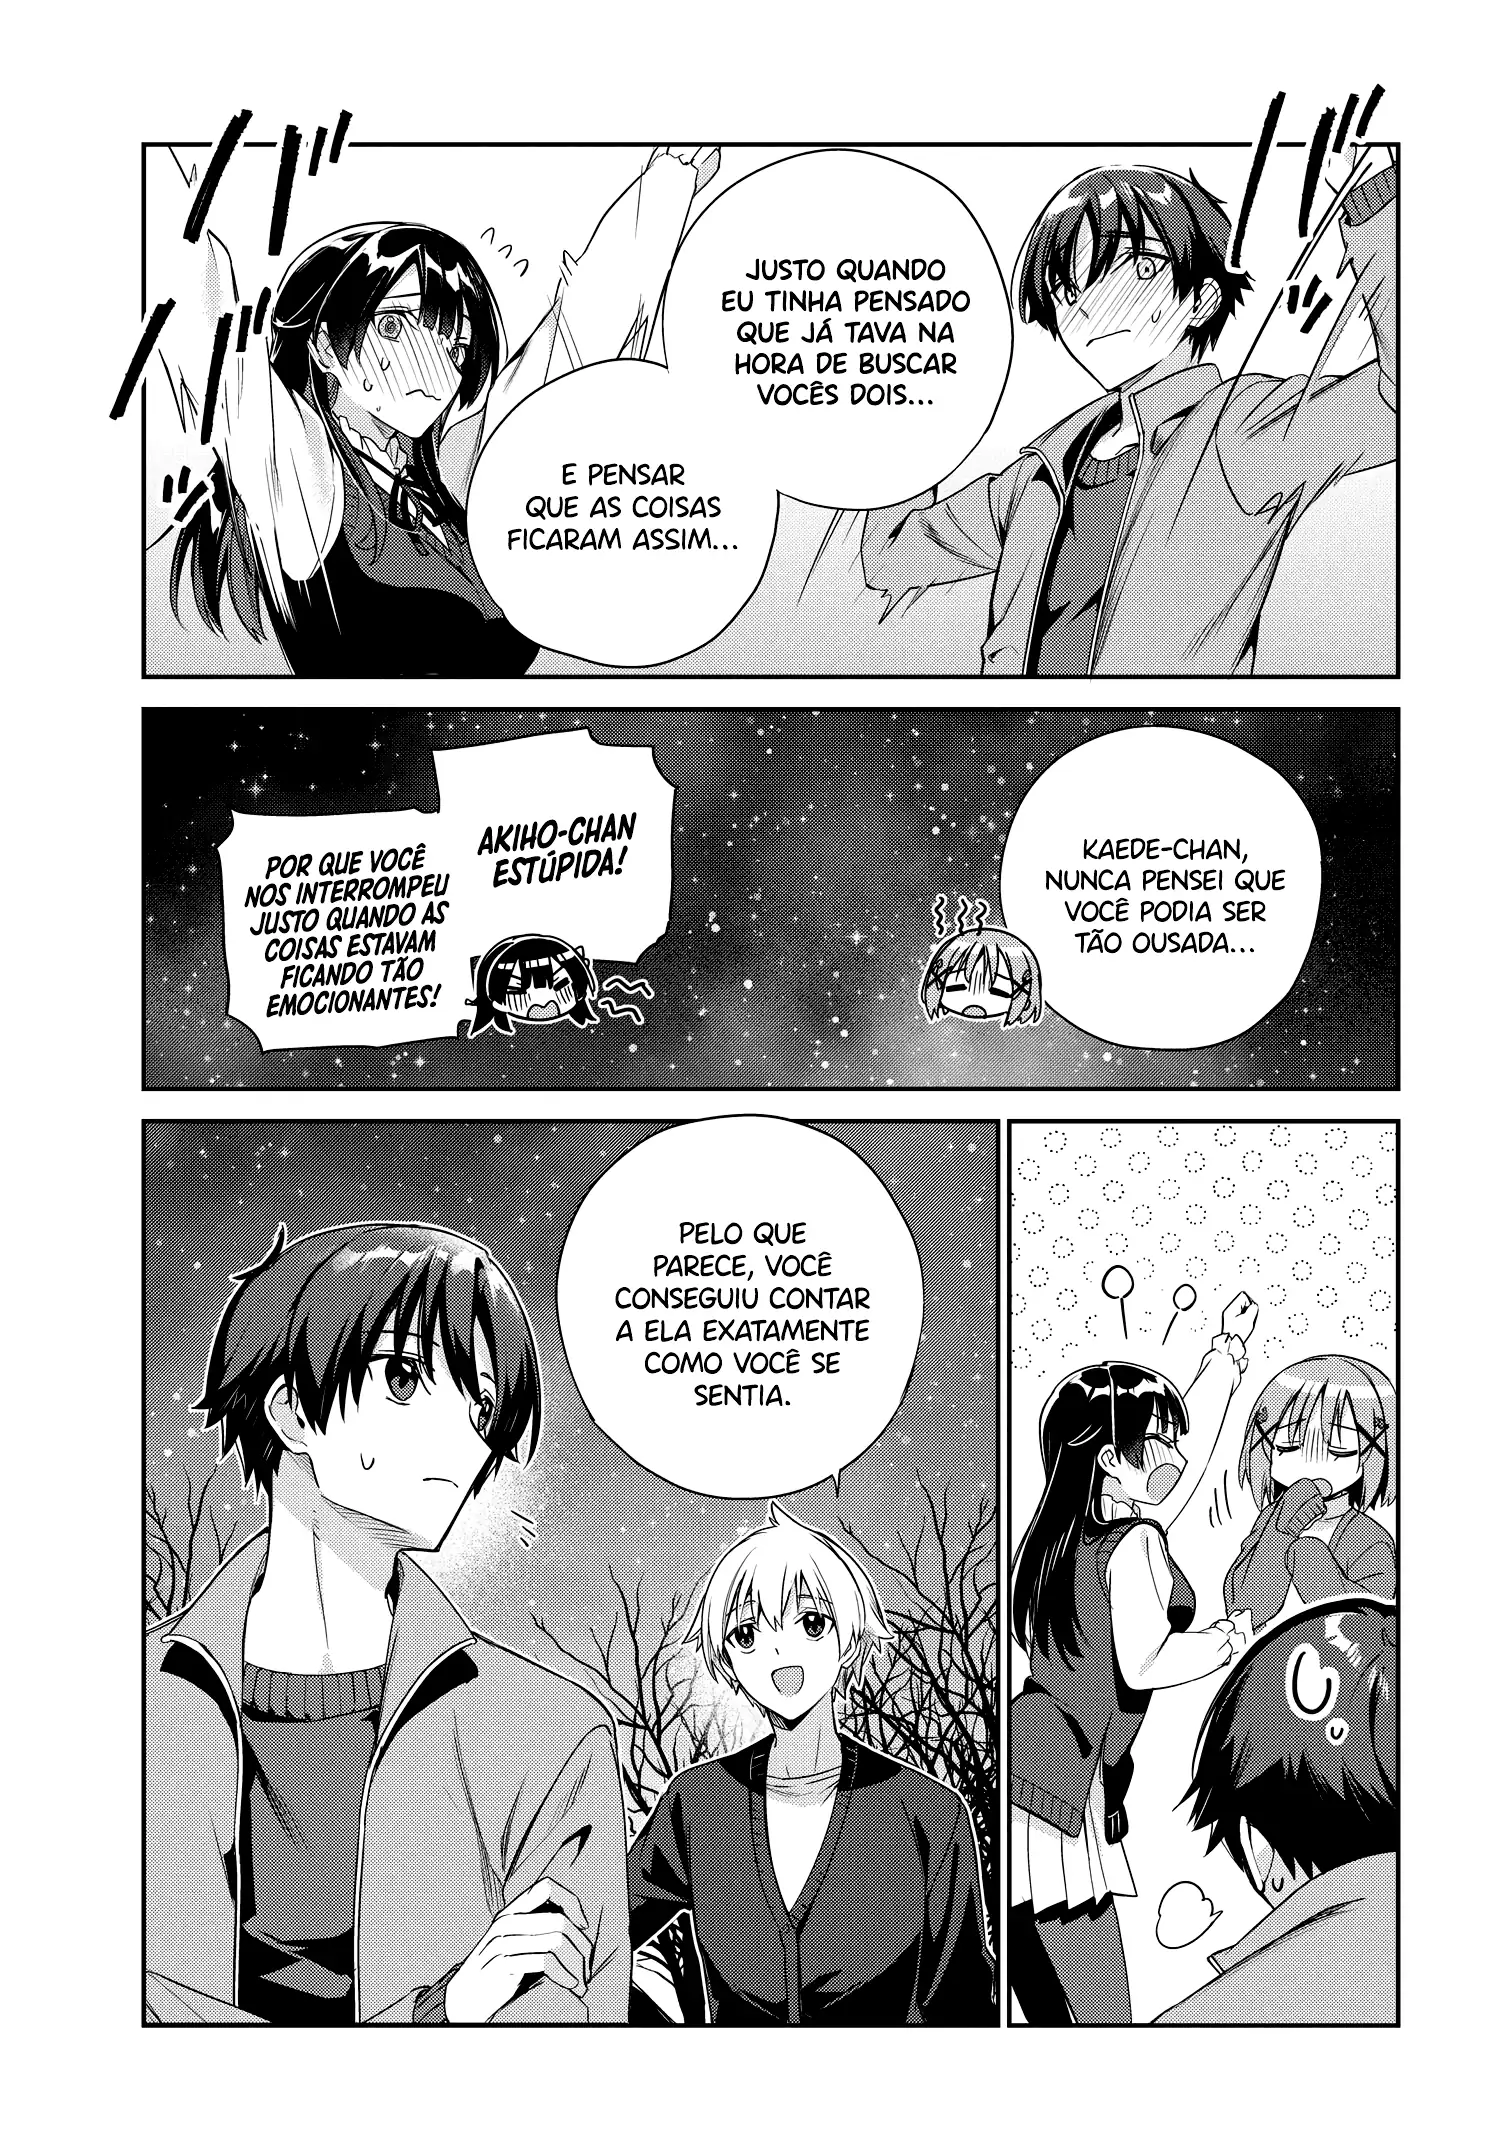 JUSTO QUANDO
EU TINHA PENSADO
QUE JÁ TAVA NA
HORA DE BUSCAR
VOCÊS DOIS...
E PENSAR
QUE AS COISAS
FICARAM ASSIM...
KAEDE-CHAN,
NUNCA PENSEI QUE
VOCÊ PODIA SER
TÃO OUSADA...
AKIHO-CHAN
ESTÚPIDA!
POR QUE VOCÊ
NOS INTERROMPEU
JUSTO QUANDO AS
COISAS ESTAVAM
FICANDO TÃO
EMOCIONANTES!
PELO QUE
PARECE, VOCÊ
CONSEGUIU CONTAR
A ELA EXATAMENTE
COMO VOCÊ SE
SENTIA.